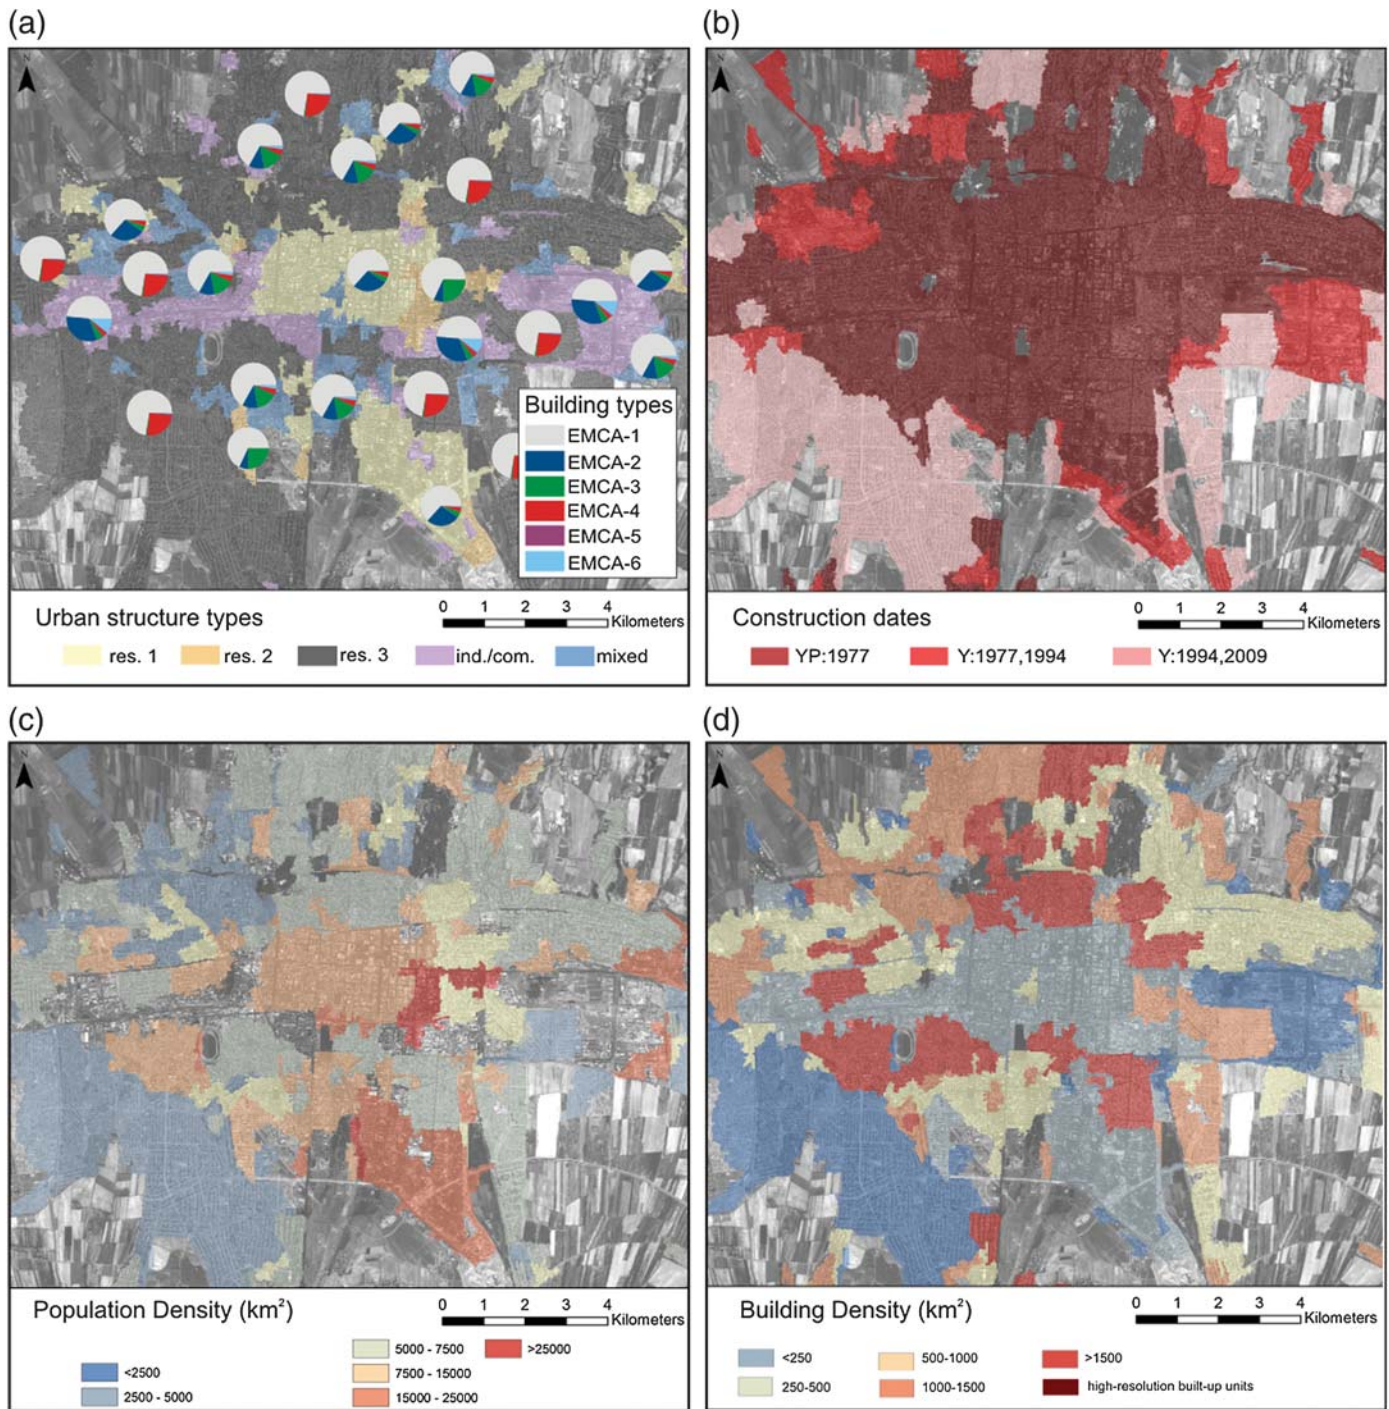 (a)
N
Building types
EMCA-1
EMCA-2
EMCA-3
EMCA-4
EMCA-5
EMCA-6
Urban structure types
0 1 2 3 4
Kilometers
res. 1 res. 2 res. 3 ind./com. mixed
(b)
N
Construction dates
0 1 2 3 4
Kilometers
YP:1977 Y:1977,1994 Y:1994,2009
(c)
N
Population Density (km²)
0 1 2 3 4
Kilometers
5000 - 7500 >25000
<2500 7500 - 15000
2500 - 5000 15000 - 25000
(d)
N
Building Density (km²)
0 1 2 3 4
Kilometers
<250 500-1000 >1500
250-500 1000-1500 high-resolution built-up units